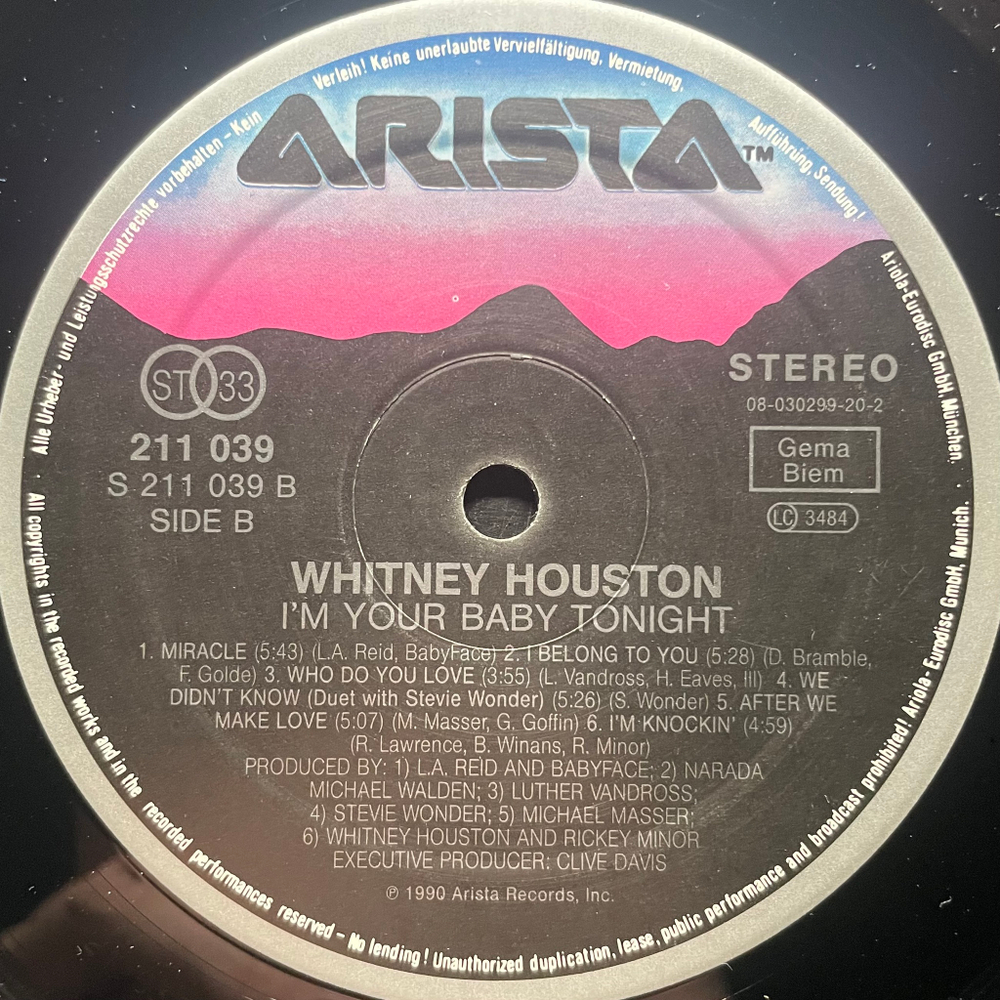 Alle Urheber- und Leistungsschutzrechte vorbehalten - Kein Verleih! Keine unerlaubte Vervielfältigung, Vermietung, Aufführung, Sendung!
Ariola-Eurodisc GmbH, München.
ARISTA™
ST 33
211 039
S 211 039 B
SIDE B
STEREO
08-030299-20-2
Gema
Biem
LC 3484
WHITNEY HOUSTON
I'M YOUR BABY TONIGHT
1. MIRACLE (5:43) (L.A. Reid, BabyFace) 2. I BELONG TO YOU (5:28) (D. Bramble,
F. Golde) 3. WHO DO YOU LOVE (3:55) (L. Vandross, H. Eaves, III) 4. WE
DIDN'T KNOW (Duet with Stevie Wonder) (5:26) (S. Wonder) 5. AFTER WE
MAKE LOVE (5:07) (M. Masser, G. Goffin) 6. I'M KNOCKIN' (4:59)
(R. Lawrence, B. Winans, R. Minor)
PRODUCED BY: 1) L.A. REID AND BABYFACE; 2) NARADA
MICHAEL WALDEN; 3) LUTHER VANDROSS;
4) STEVIE WONDER; 5) MICHAEL MASSER;
6) WHITNEY HOUSTON AND RICKEY MINOR
EXECUTIVE PRODUCER: CLIVE DAVIS
℗ 1990 Arista Records, Inc.
All copyrights in the recorded works and in the recorded performances reserved - No lending! Unauthorized duplication, lease, public performance and broadcast prohibited! Ariola-Eurodisc GmbH, Munich.